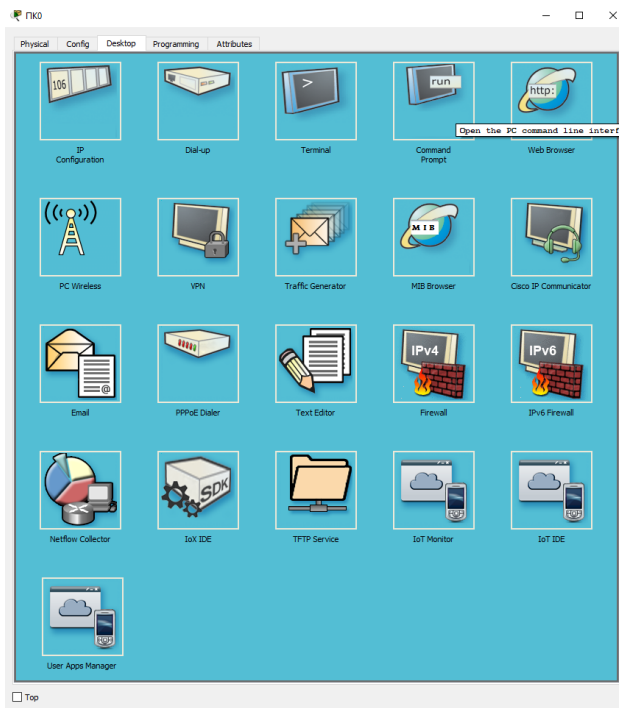 ПК0
Physical Config Desktop Programming Attributes
106
>
run
http:
IP
Configuration
Dial-up
Terminal
Command
Prompt
Web Browser
Open the PC command line interf
MIB
PC Wireless
VPN
Traffic Generator
MIB Browser
Cisco IP Communicator
@
IPv4
IPv6
Email
PPPoE Dialer
Text Editor
Firewall
IPv6 Firewall
SDK
Netflow Collector
IoX IDE
TFTP Service
IoT Monitor
IoT IDE
User Apps Manager
Top